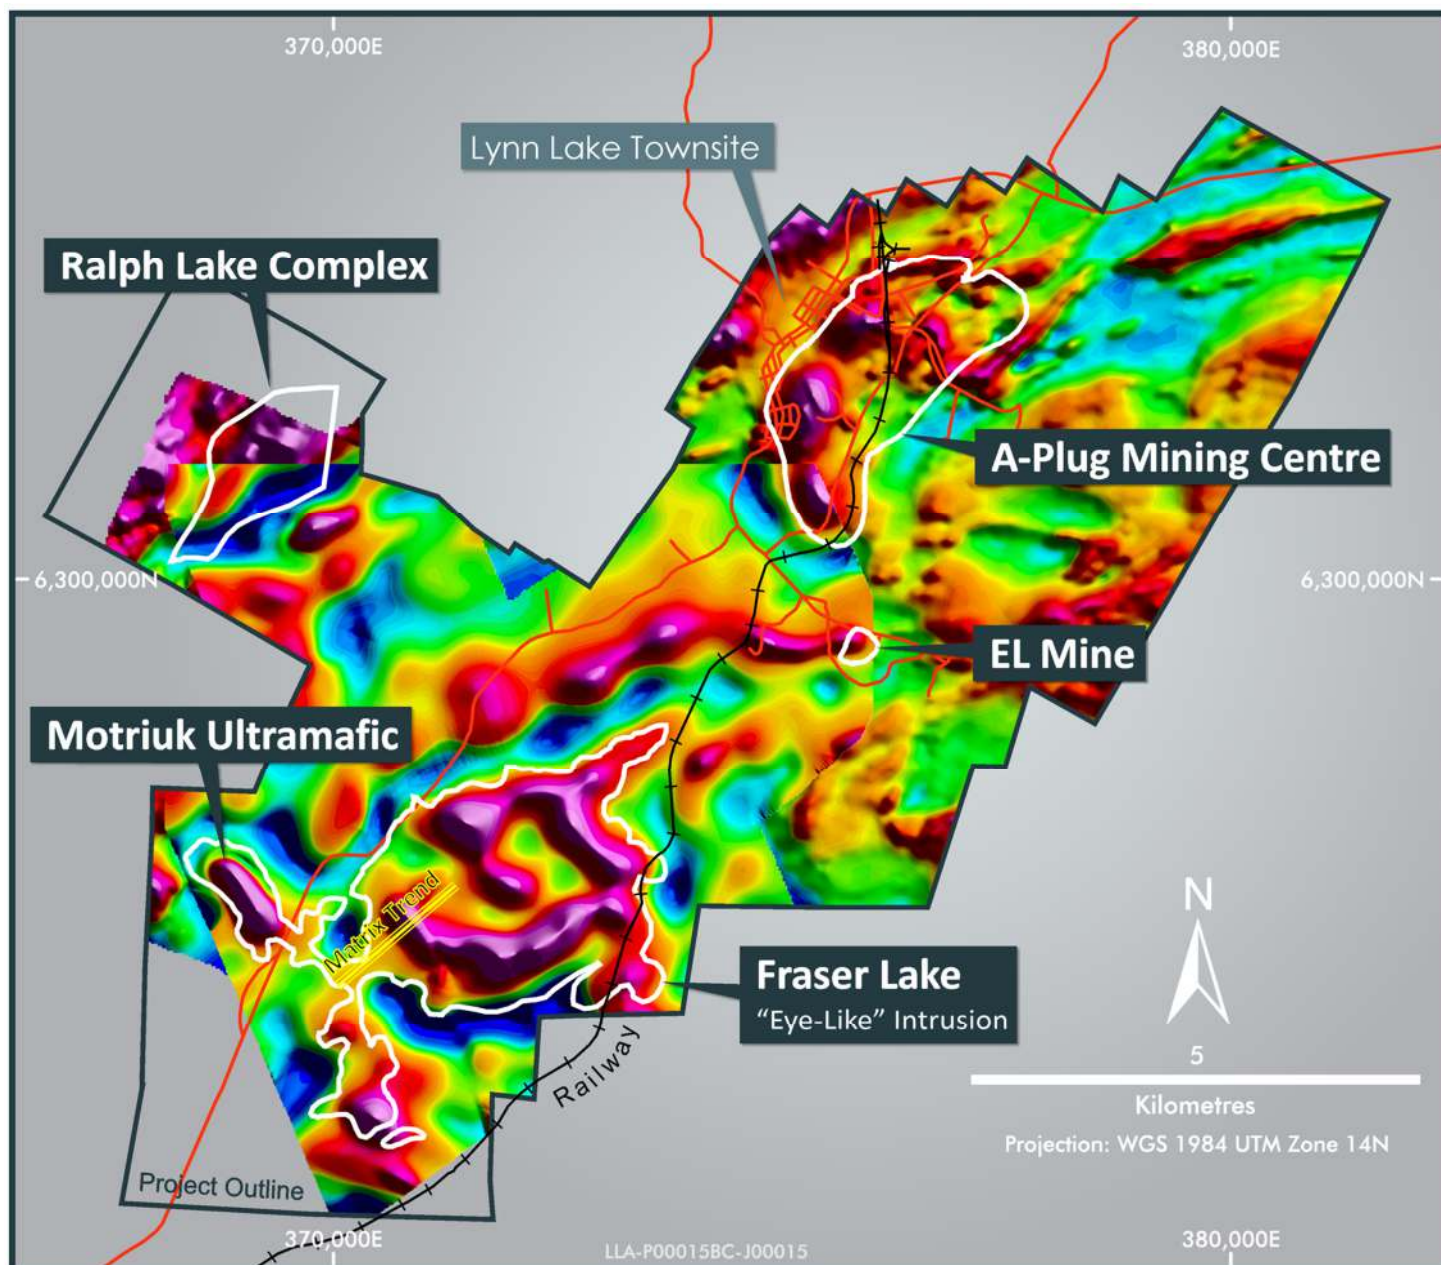 370,000E
380,000E
Lynn Lake Townsite
Ralph Lake Complex
A-Plug Mining Centre
6,300,000N
6,300,000N
EL Mine
Motriuk Ultramafic
Matrix Trend
Fraser Lake
"Eye-Like" Intrusion
N
5
Kilometres
Projection: WGS 1984 UTM Zone 14N
Railway
Project Outline
370,000E
380,000E
LLA-P00015BC-J00015